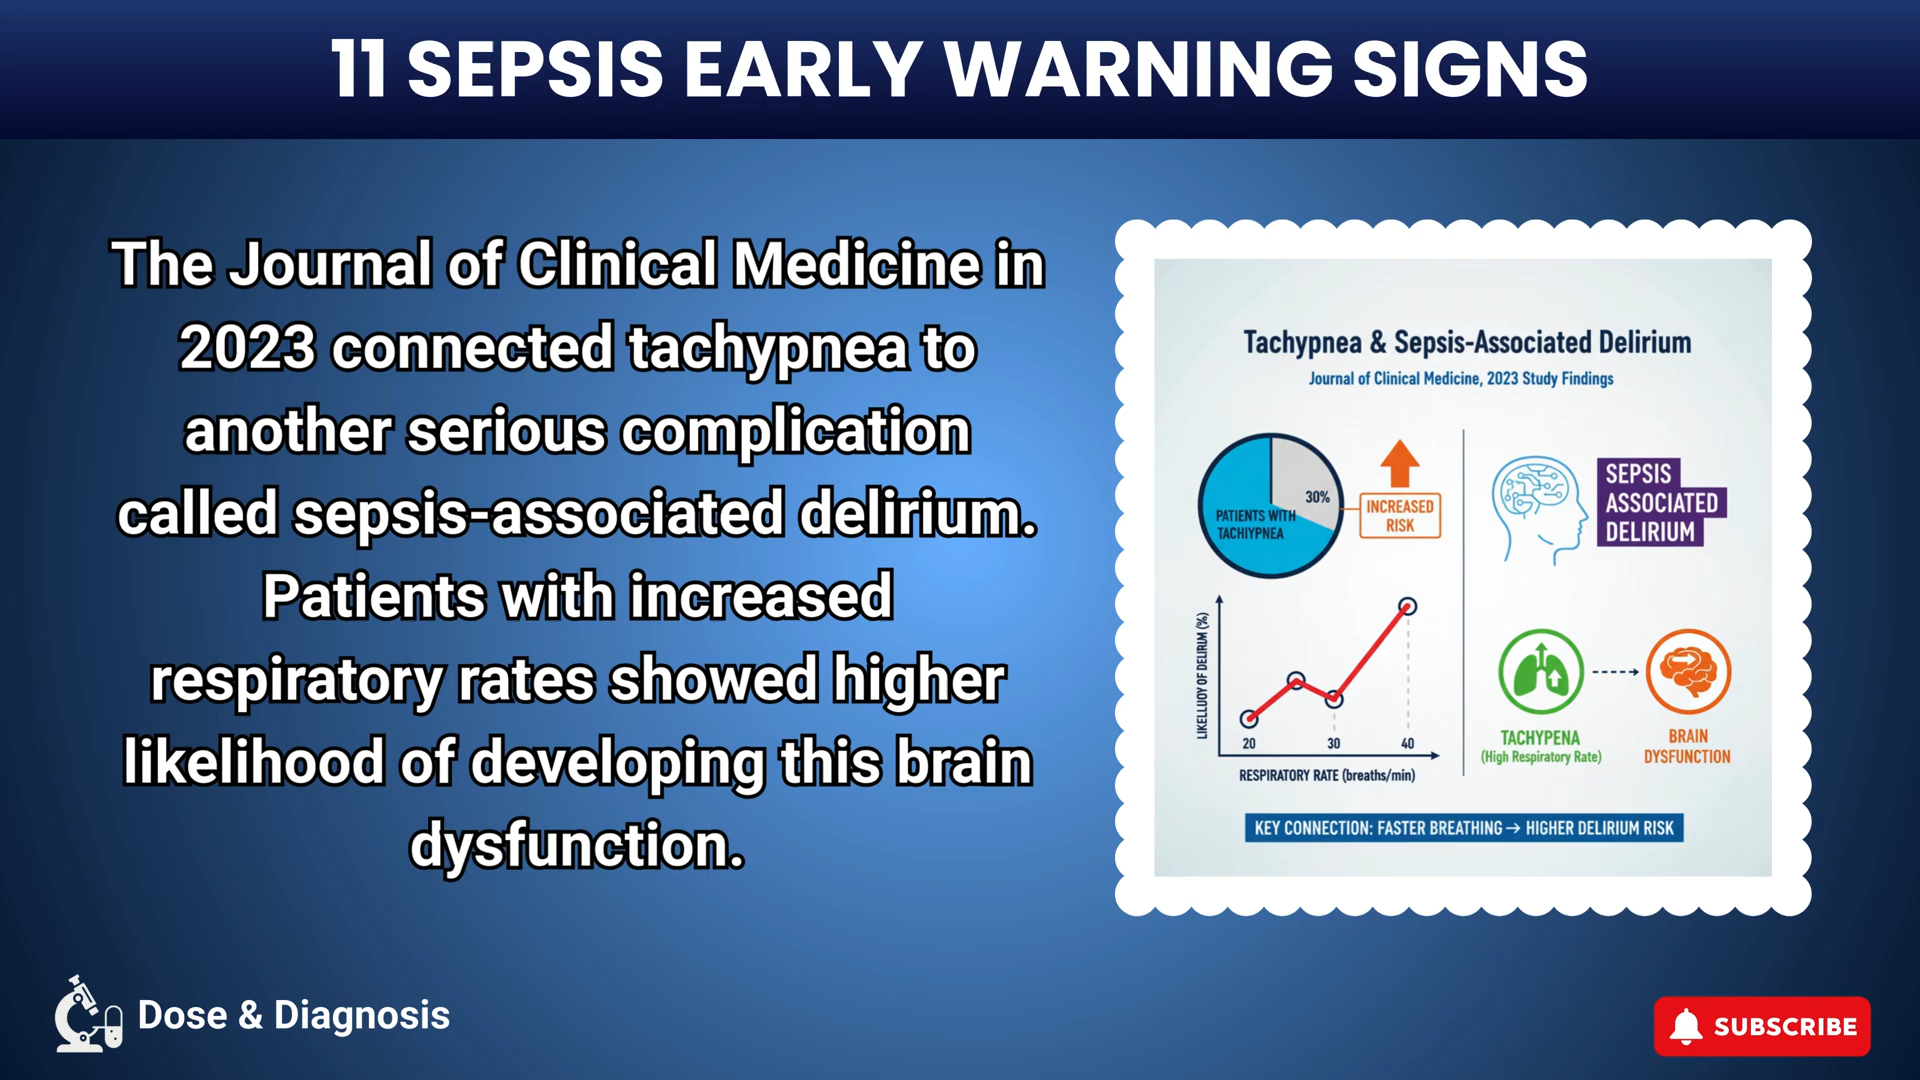 11 SEPSIS EARLY WARNING SIGNS
The Journal of Clinical Medicine in
2023 connected tachypnea to
another serious complication
called sepsis-associated delirium.
Patients with increased
respiratory rates showed higher
likelihood of developing this brain
dysfunction.
Tachypnea & Sepsis-Associated Delirium
Journal of Clinical Medicine, 2023 Study Findings
30%
PATIENTS WITH
TACHIYPNEA
INCREASED
RISK
SEPSIS
ASSOCIATED
DELIRIUM
LIKELLUOY OF DELIRIUM (%)
20
30
40
RESPIRATORY RATE (breaths/min)
TACHYPENA
(High Respiratory Rate)
BRAIN
DYSFUNCTION
KEY CONNECTION: FASTER BREATHING → HIGHER DELIRIUM RISK
Dose & Diagnosis
SUBSCRIBE